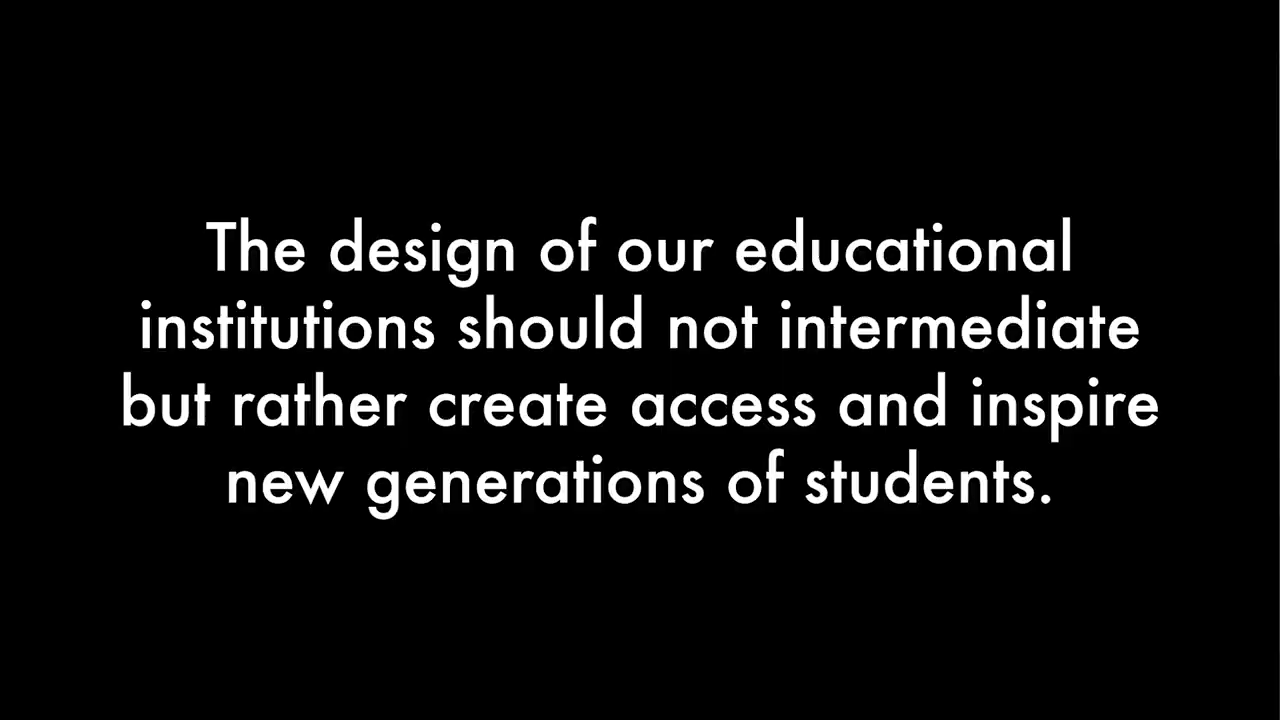 The design of our educational
institutions should not intermediate
but rather create access and inspire
new generations of students.